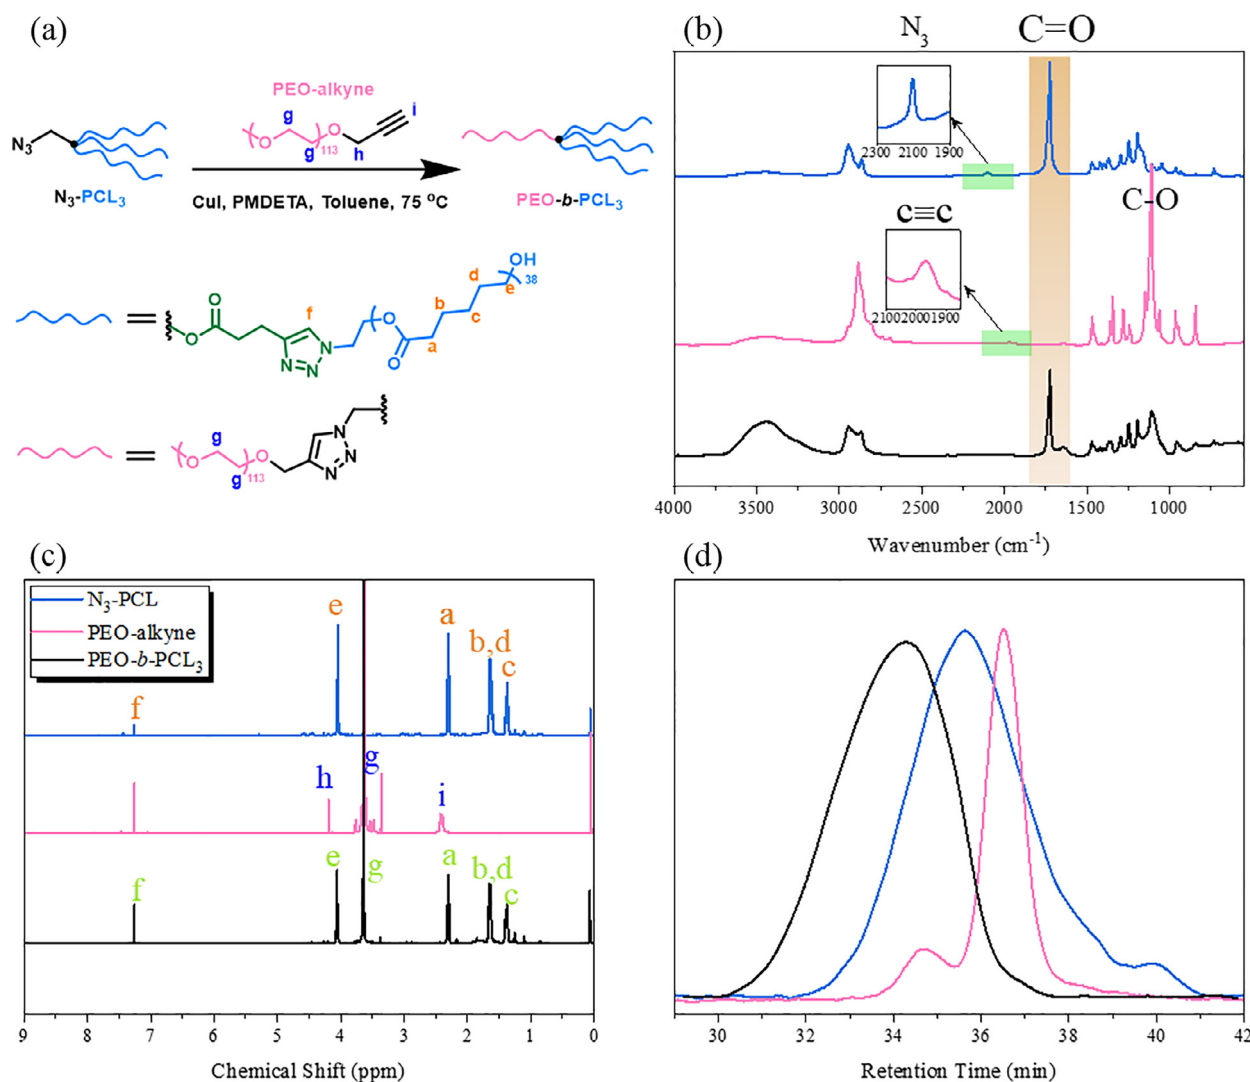 (a)
PEO-alkyne
g
i
O
O
113
g
h
N₃
N₃-PCL₃
CuI, PMDETA, Toluene, 75 °C
PEO-b-PCL₃
O
O
f
N
N=N
O
O
a
b
c
d
e
OH
38
g
O
O
113
g
N
N
N
(b)
N₃
C=O
2300 2100 1900
C≡C
2100 2000 1900
C-O
4000 3500 3000 2500 2000 1500 1000
Wavenumber (cm⁻¹)
(c)
N₃-PCL
PEO-alkyne
PEO-b-PCL₃
f
e
a
b,d
c
h
g
i
f
e
g
a
b,d
c
9 8 7 6 5 4 3 2 1 0
Chemical Shift (ppm)
(d)
30 32 34 36 38 40 42
Retention Time (min)